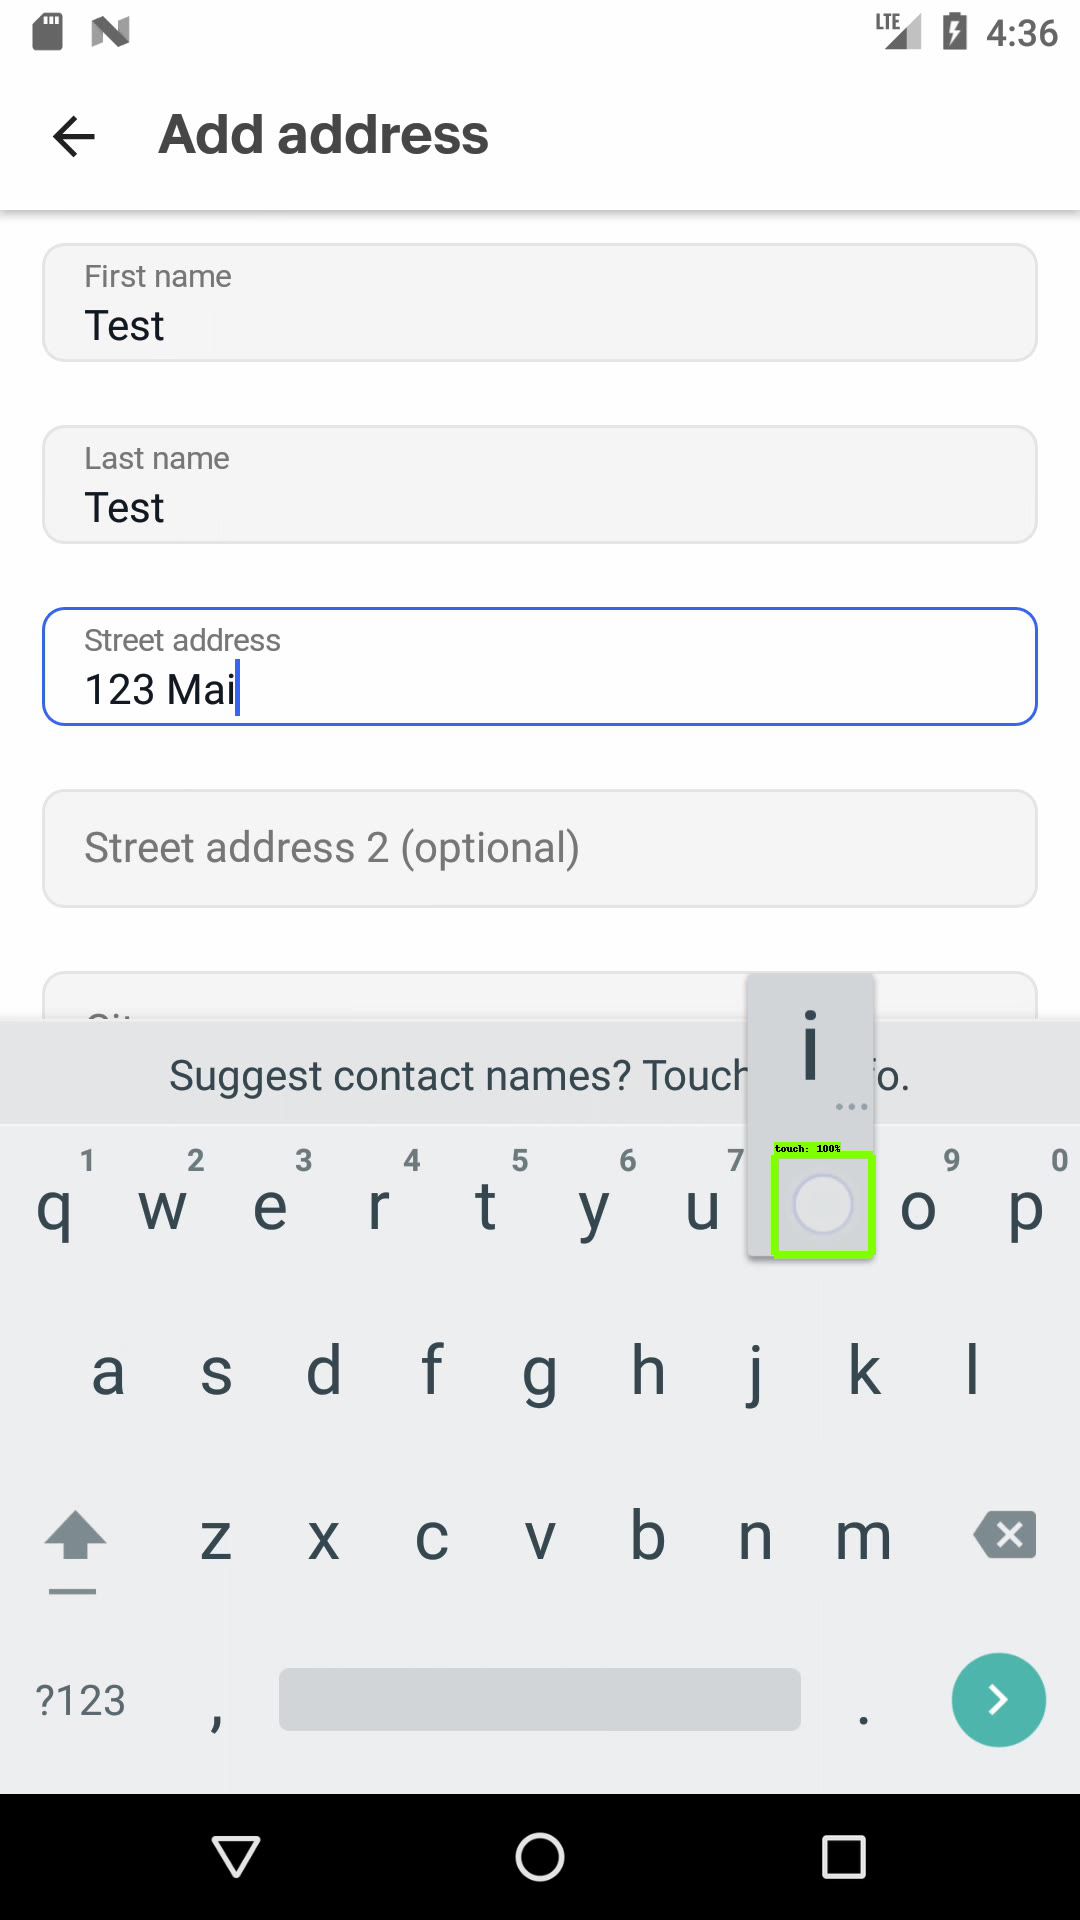 LTE 4:36
Add address
First name
Test
Last name
Test
Street address
123 Mai
Street address 2 (optional)
i
Suggest contact names? Touch o.
touch: 100%
1 2 3 4 5 6 7 9 0
q w e r t y u o p
a s d f g h j k l
z x c v b n m
?123 , .